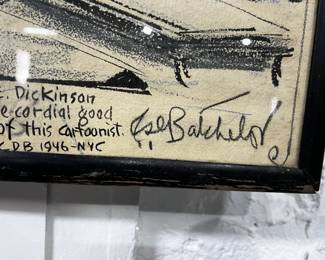 . Dickinson
e cordial good
of this cartoonist.
C.D.B 1946-NYC
Batchelor